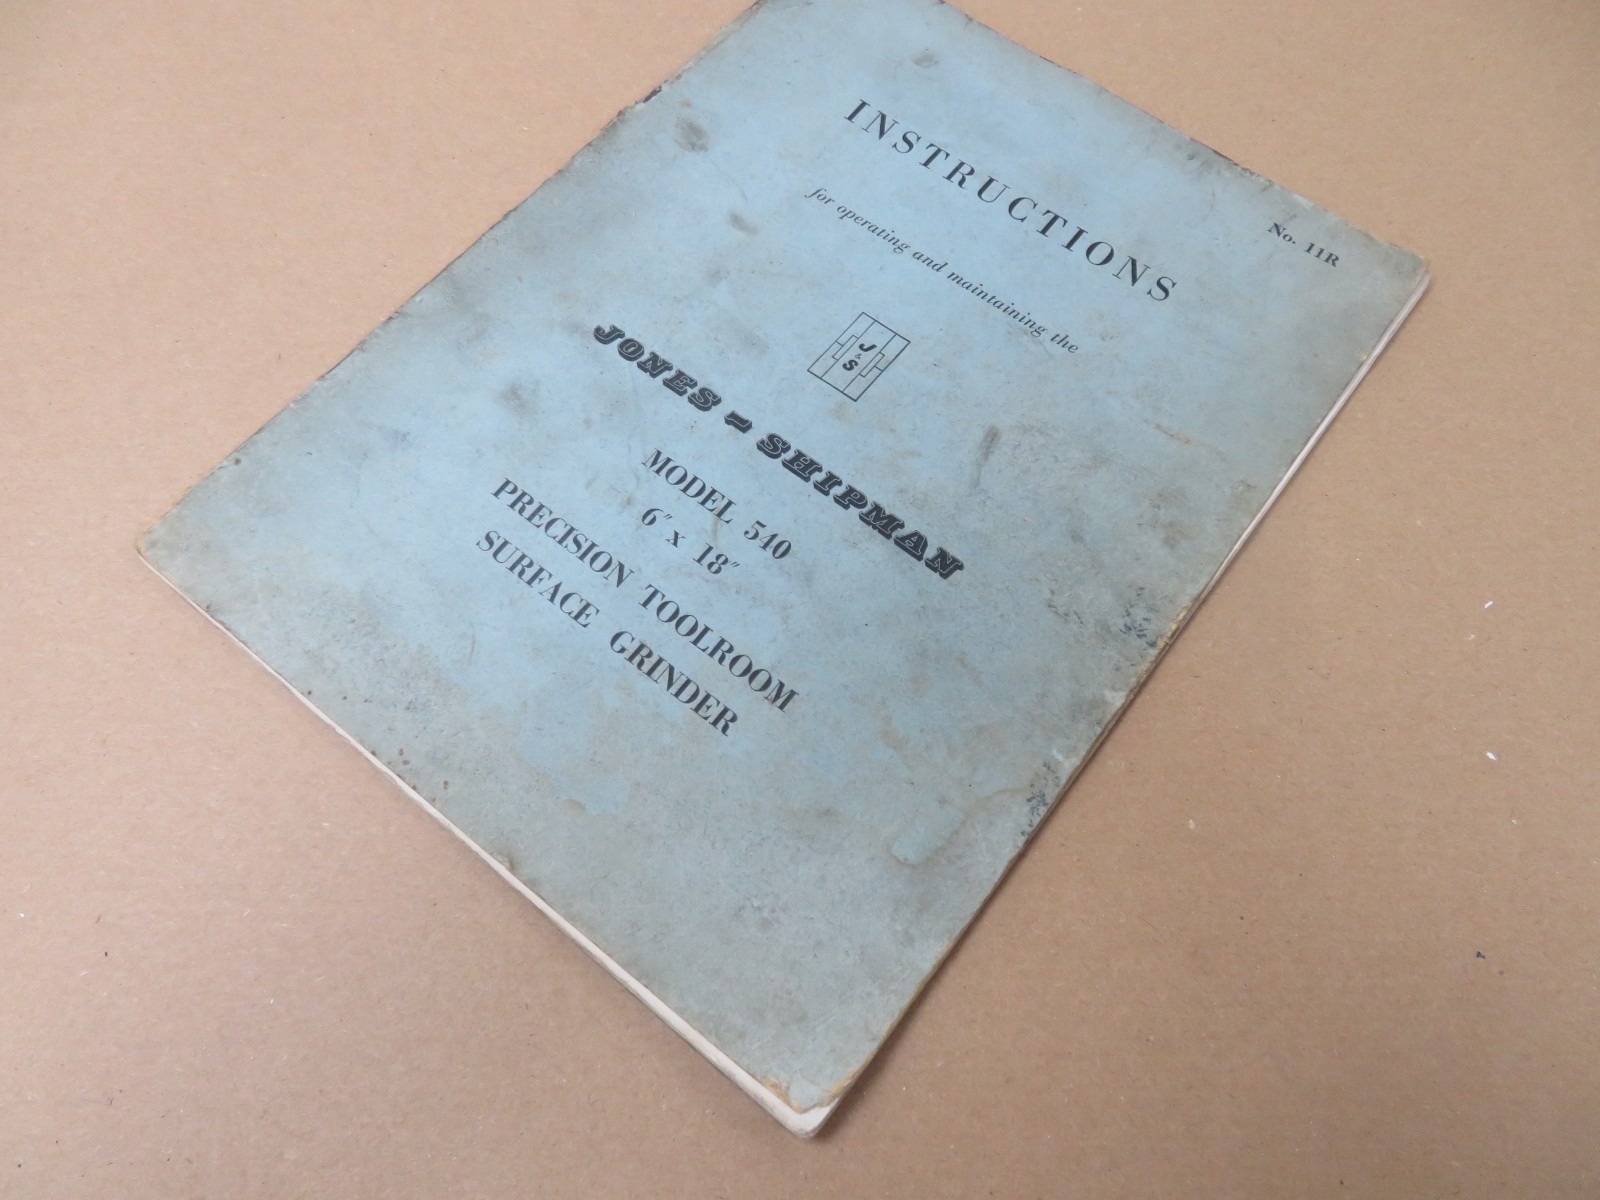 No. 11R
INSTRUCTIONS
for operating and maintaining the
J & S
JONES ~ SHIPMAN
MODEL 540
6" x 18"
PRECISION TOOLROOM
SURFACE GRINDER